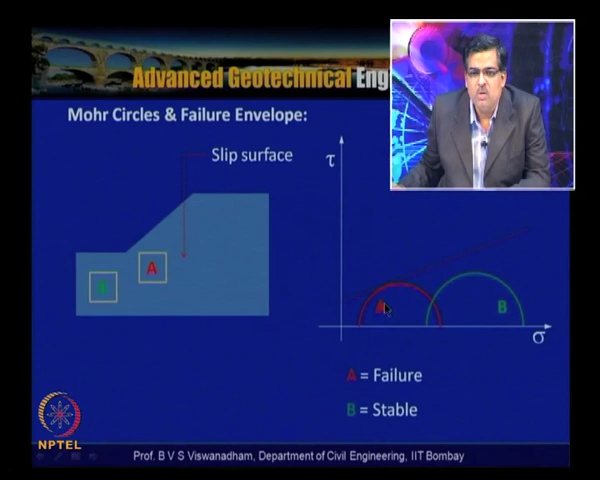 Advanced Geotechnical Eng
Mohr Circles & Failure Envelope:
Slip surface
τ
A
B
A
B
σ
A = Failure
B = Stable
NPTEL
Prof. B V S Viswanadham, Department of Civil Engineering, IIT Bombay